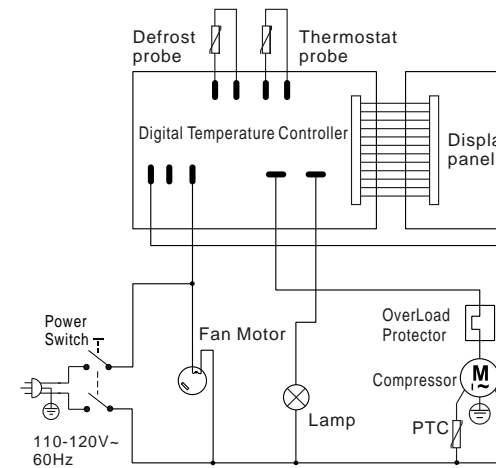 Defrost
probe
Thermostat
probe
Digital Temperature Controller
panel
Power
Switch
Fan Motor
OverLoad
Protector
Compressor
M
Lamp
PTC
110-120V~
60Hz